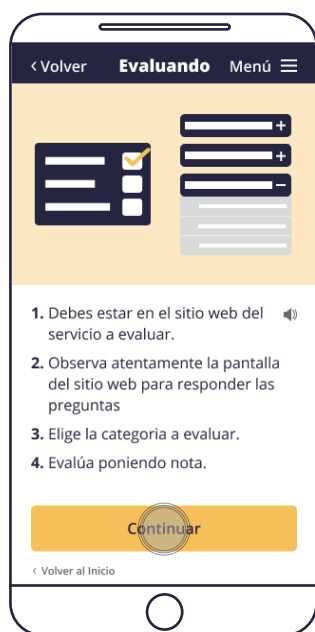 ‹ Volver Evaluando Menú
1. Debes estar en el sitio web del
servicio a evaluar.
2. Observa atentamente la pantalla
del sitio web para responder las
preguntas
3. Elige la categoria a evaluar.
4. Evalúa poniendo nota.
Continuar
‹ Volver al Inicio